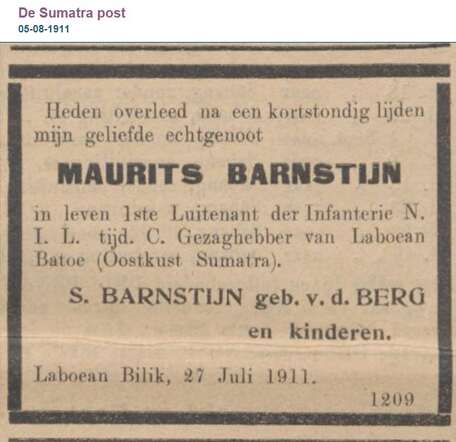 De Sumatra post
05-08-1911
Heden overleed na een kortstondig lijden
mijn geliefde echtgenoot
MAURITS BARNSTIJN
in leven 1ste Luitenant der Infanterie N.
I. L. tijd. C. Gezaghebber van Laboean
Batoe (Oostkust Sumatra).
S. BARNSTIJN geb. v. d. BERG
en kinderen.
Laboean Bilik, 27 Juli 1911.
1209